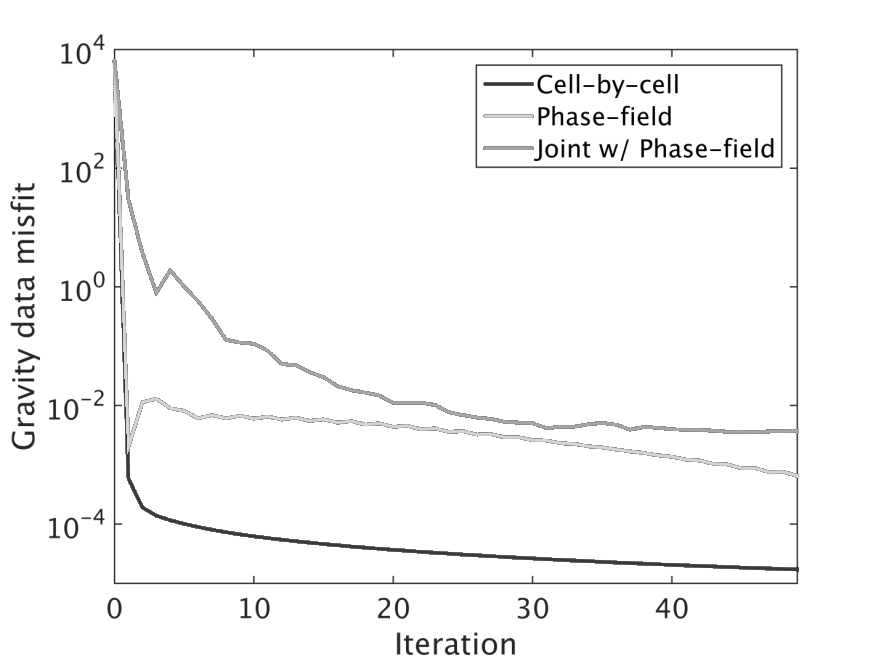 10^4
10^2
10^0
10^-2
10^-4
Gravity data misfit
Cell-by-cell
Phase-field
Joint w/ Phase-field
0 10 20 30 40
Iteration